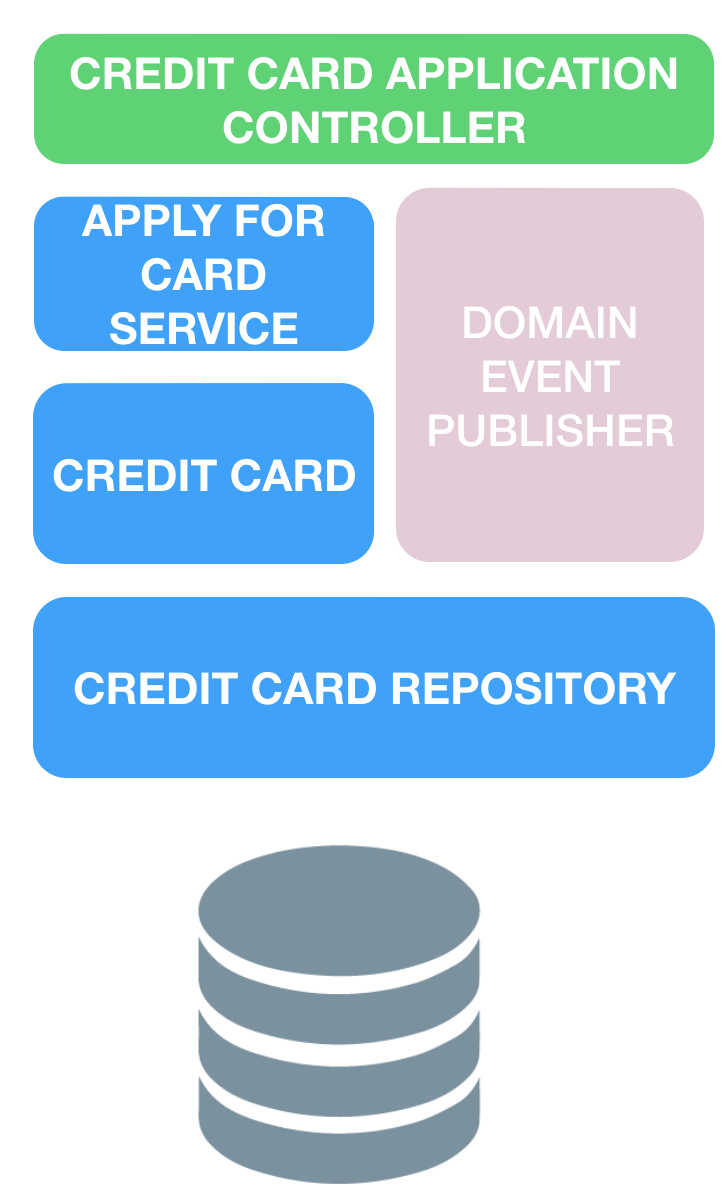 CREDIT CARD APPLICATION
CONTROLLER
APPLY FOR
CARD
SERVICE
DOMAIN
EVENT
PUBLISHER
CREDIT CARD
CREDIT CARD REPOSITORY